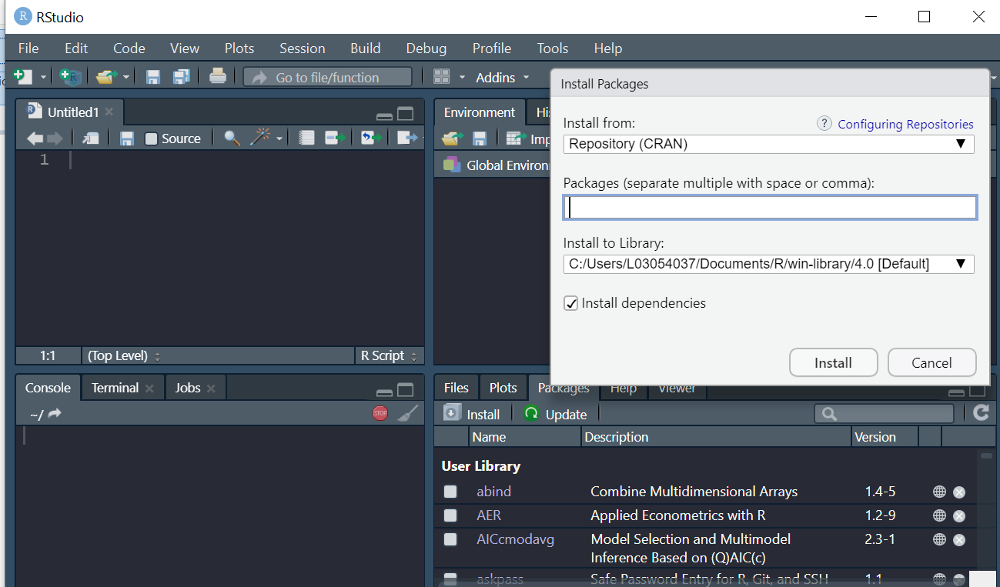 RStudio
File Edit Code View Plots Session Build Debug Profile Tools Help
Go to file/function Addins
Untitled1
Source
1
1:1 (Top Level) R Script
Console Terminal Jobs
~/
STOP
Environment
Global Environ
Install Packages
Install from: ? Configuring Repositories
Repository (CRAN)
Packages (separate multiple with space or comma):
Install to Library:
C:/Users/L03054037/Documents/R/win-library/4.0 [Default]
Install dependencies
Install Cancel
Files Plots Packages Help Viewer
Install Update
Name Description Version
User Library
abind Combine Multidimensional Arrays 1.4-5
AER Applied Econometrics with R 1.2-9
AICcmodavg Model Selection and Multimodel 2.3-1
Inference Based on (Q)AIC(c)
askpass Safe Password Entry for R, Git, and SSH 1.1